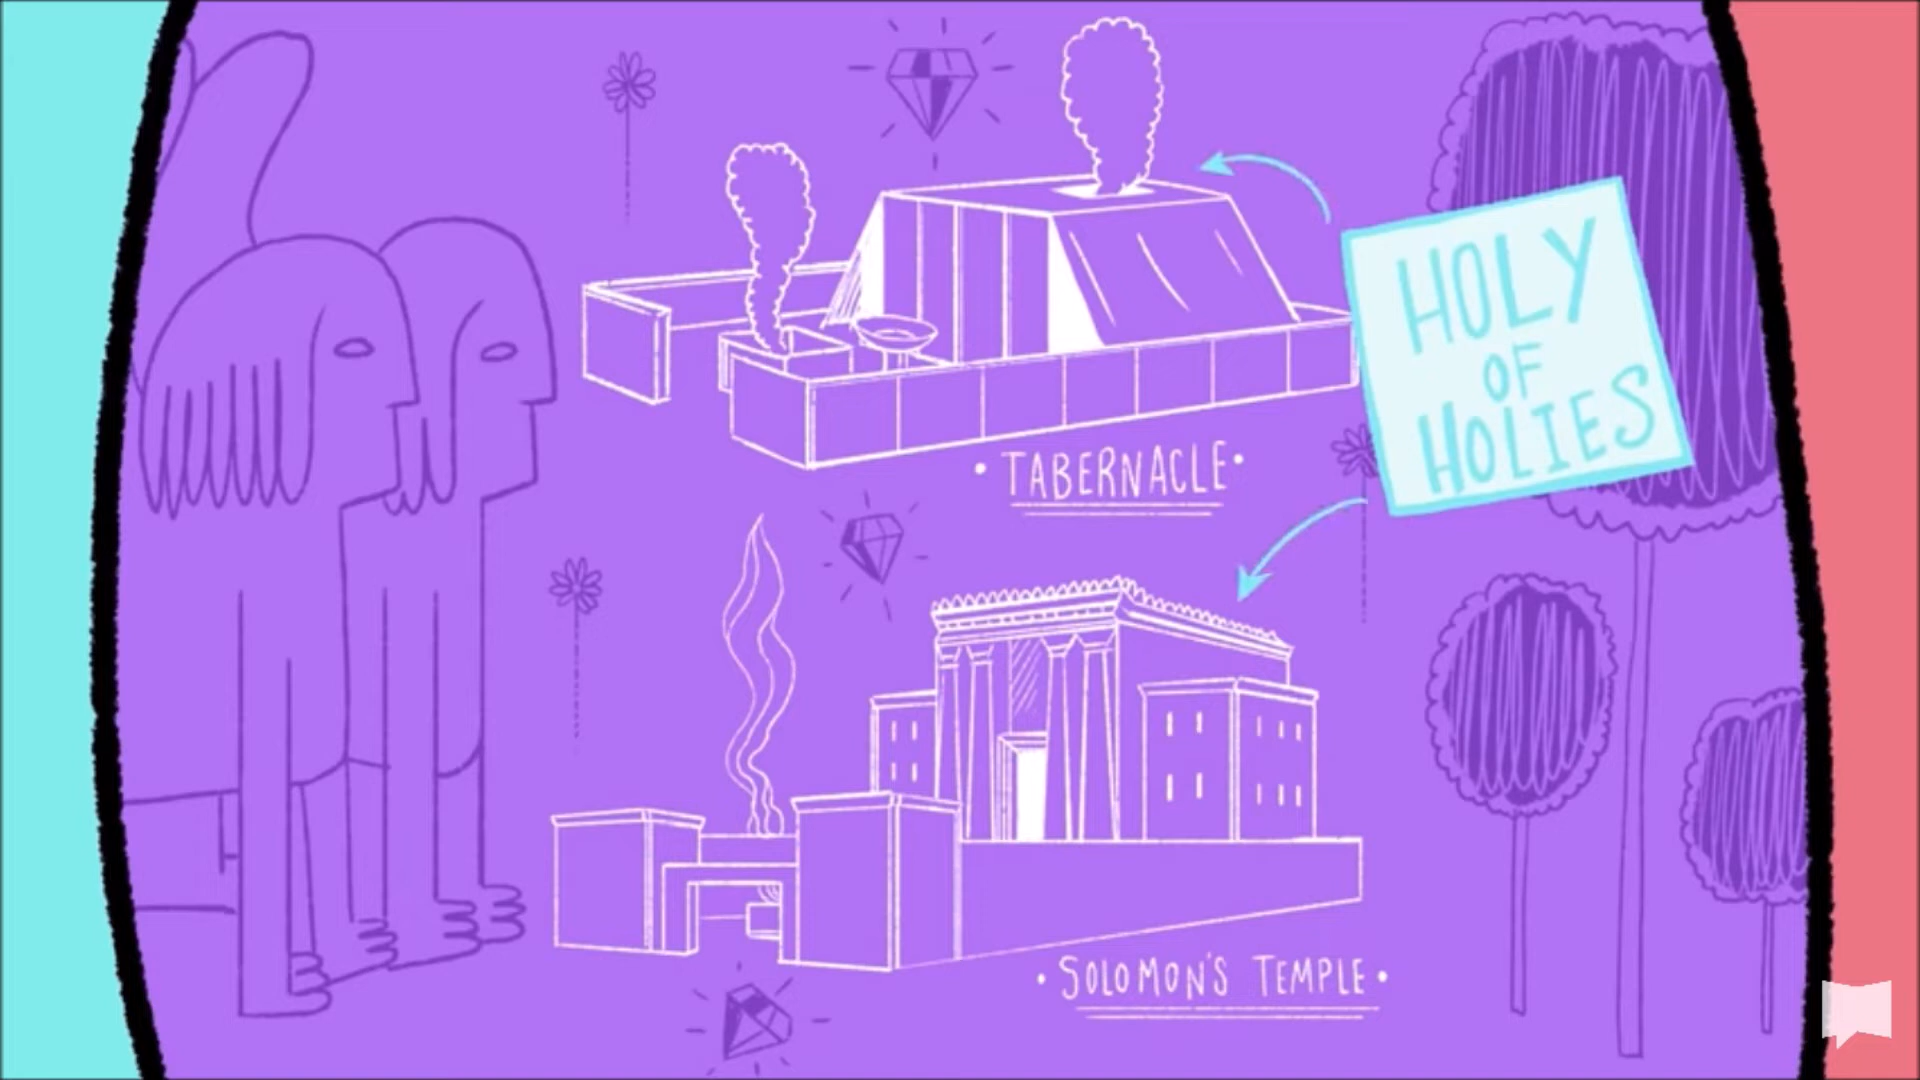 HOLY
OF
HOLIES
• TABERNACLE •
• SOLOMON'S TEMPLE •